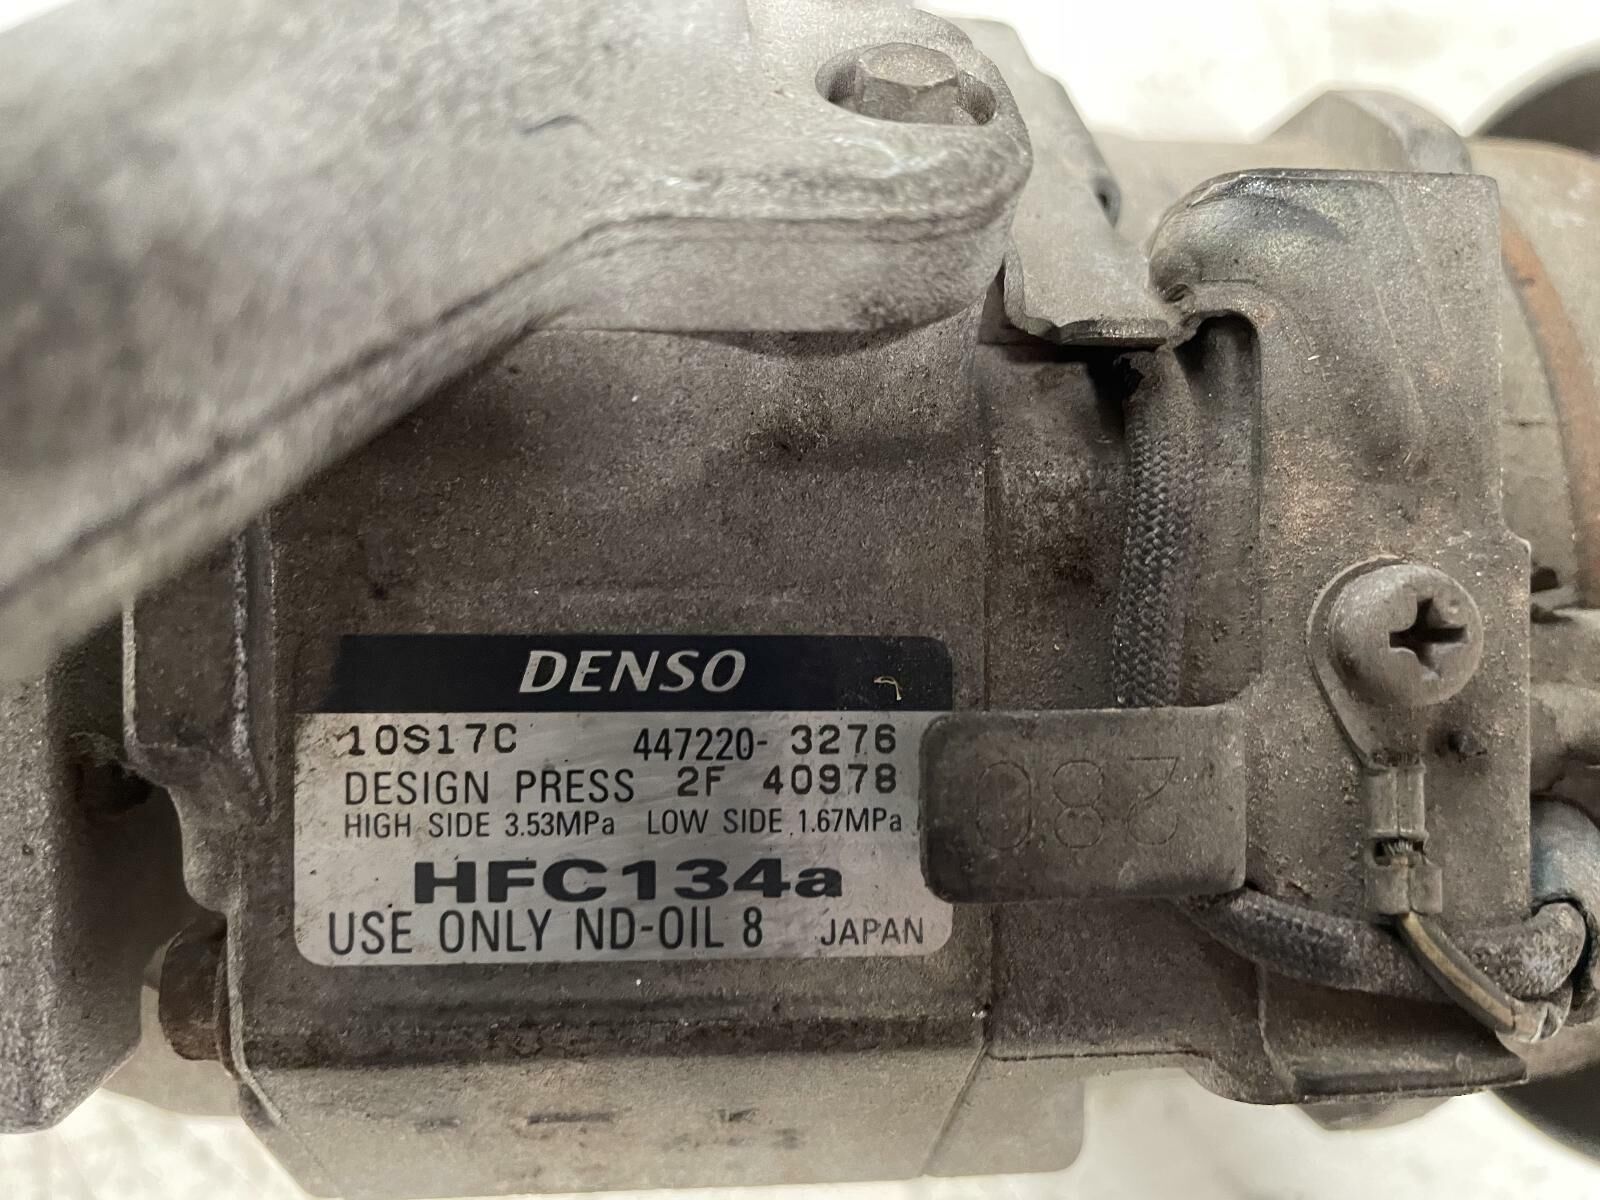 DENSO
10S17C 447220- 3276
DESIGN PRESS 2F 40978
HIGH SIDE 3.53MPa LOW SIDE 1.67MPa
HFC134a
USE ONLY ND-OIL 8 JAPAN